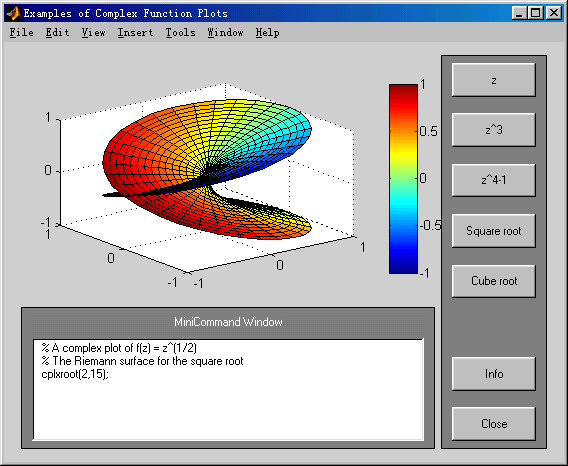 Examples of Complex Function Plots
File Edit View Insert Tools Window Help
1
0
-1
1
0
-1
-1
0
1
1
0.5
0
-0.5
-1
z
z^3
z^4-1
Square root
Cube root
Info
Close
MiniCommand Window
% A complex plot of f(z) = z^(1/2)
% The Riemann surface for the square root
cplxroot(2,15);